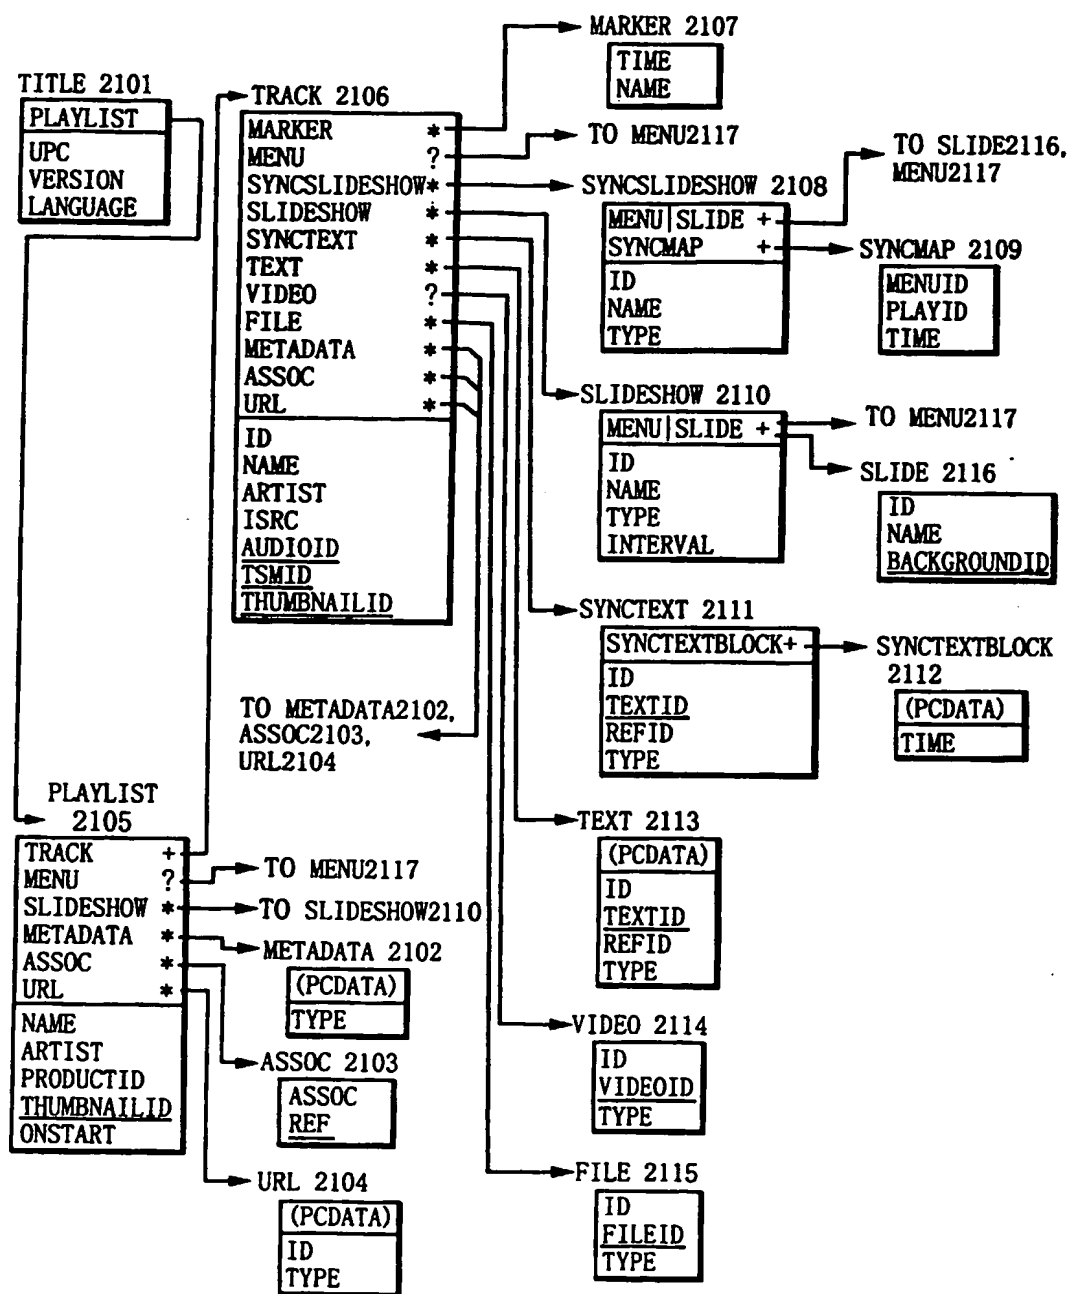 TITLE 2101
PLAYLIST
UPC
VERSION
LANGUAGE
TRACK 2106
MARKER *
MENU ?
SYNCSLIDESHOW*
SLIDESHOW *
SYNCTEXT *
TEXT *
VIDEO ?
FILE *
METADATA *
ASSOC *
URL *
ID
NAME
ARTIST
ISRC
AUDIOID
TSMID
THUMBNAILID
TO METADATA2102,
ASSOC2103,
URL2104
MARKER 2107
TIME
NAME
TO MENU2117
SYNCSLIDESHOW 2108
MENU|SLIDE +
SYNCMAP +
ID
NAME
TYPE
TO SLIDE2116,
MENU2117
SYNCMAP 2109
MENUID
PLAYID
TIME
SLIDESHOW 2110
MENU|SLIDE +
ID
NAME
TYPE
INTERVAL
TO MENU2117
SLIDE 2116
ID
NAME
BACKGROUNDID
SYNCTEXT 2111
SYNCTEXTBLOCK+
ID
TEXTID
REFID
TYPE
SYNCTEXTBLOCK
2112
(PCDATA)
TIME
PLAYLIST
2105
TRACK +
MENU ?
SLIDESHOW *
METADATA *
ASSOC *
URL *
NAME
ARTIST
PRODUCTID
THUMBNAILID
ONSTART
TO MENU2117
TO SLIDESHOW2110
METADATA 2102
(PCDATA)
TYPE
ASSOC 2103
ASSOC
REF
URL 2104
(PCDATA)
ID
TYPE
TEXT 2113
(PCDATA)
ID
TEXTID
REFID
TYPE
VIDEO 2114
ID
VIDEOID
TYPE
FILE 2115
ID
FILEID
TYPE